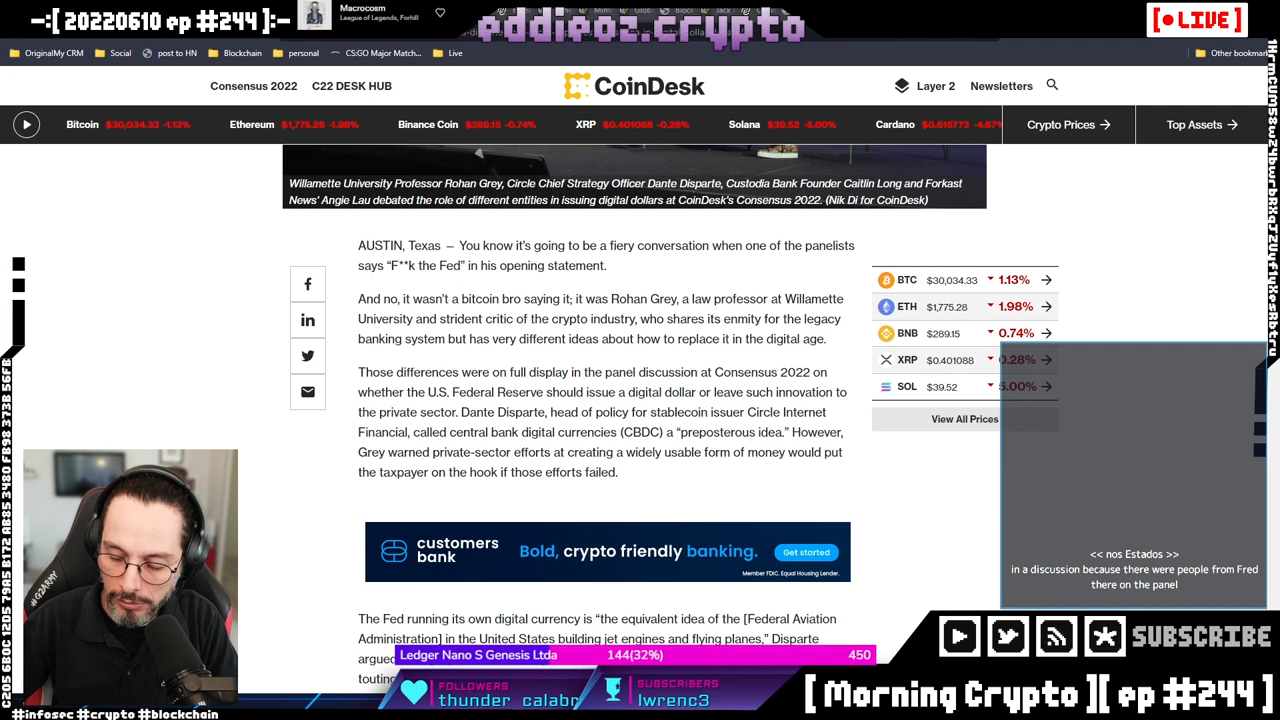 -:[ 20220610 ep #244 ]:-
Macrocosm
League of Legends, Forhill
eddieoz.crypto
[ ● LIVE ]
OriginalMy CRM
Social
post to HN
Blockchain
personal
CS:GO Major Match...
Live
Other bookmar
Consensus 2022
C22 DESK HUB
CoinDesk
Layer 2
Newsletters
Bitcoin $30,034.33 -1.13%
Ethereum $1,775.28 -1.98%
Binance Coin $289.15 -0.74%
XRP $0.401088 -0.28%
Solana $39.52 -5.00%
Cardano $0.615773 -4.67%
Crypto Prices →
Top Assets →
Willamette University Professor Rohan Grey, Circle Chief Strategy Officer Dante Disparte, Custodia Bank Founder Caitlin Long and Forkast
News' Angie Lau debated the role of different entities in issuing digital dollars at CoinDesk's Consensus 2022. (Nik Di for CoinDesk)
AUSTIN, Texas — You know it's going to be a fiery conversation when one of the panelists
says “F**k the Fed” in his opening statement.
And no, it wasn't a bitcoin bro saying it; it was Rohan Grey, a law professor at Willamette
University and strident critic of the crypto industry, who shares its enmity for the legacy
banking system but has very different ideas about how to replace it in the digital age.
Those differences were on full display in the panel discussion at Consensus 2022 on
whether the U.S. Federal Reserve should issue a digital dollar or leave such innovation to
the private sector. Dante Disparte, head of policy for stablecoin issuer Circle Internet
Financial, called central bank digital currencies (CBDC) a “preposterous idea.” However,
Grey warned private-sector efforts at creating a widely usable form of money would put
the taxpayer on the hook if those efforts failed.
BTC $30,034.33 1.13% →
ETH $1,775.28 1.98% →
BNB $289.15 0.74% →
XRP $0.401088 0.28% →
SOL $39.52 5.00% →
View All Prices
customers
bank
Bold, crypto friendly banking.
Get started
Member FDIC. Equal Housing Lender.
<< nos Estados >>
in a discussion because there were people from Fred
there on the panel
The Fed running its own digital currency is “the equivalent idea of the [Federal Aviation
Administration] in the United States building jet engines and flying planes,” Disparte
argue
toutin
#G2ARMY
Ledger Nano S Genesis Ltda 144(32%) 450
FOLLOWERS
thunder_calabr
SUBSCRIBERS
lwrenc3
SUBSCRIBE
[ Morning Crypto ][ ep #244 ]
#infosec #crypto #blockchain